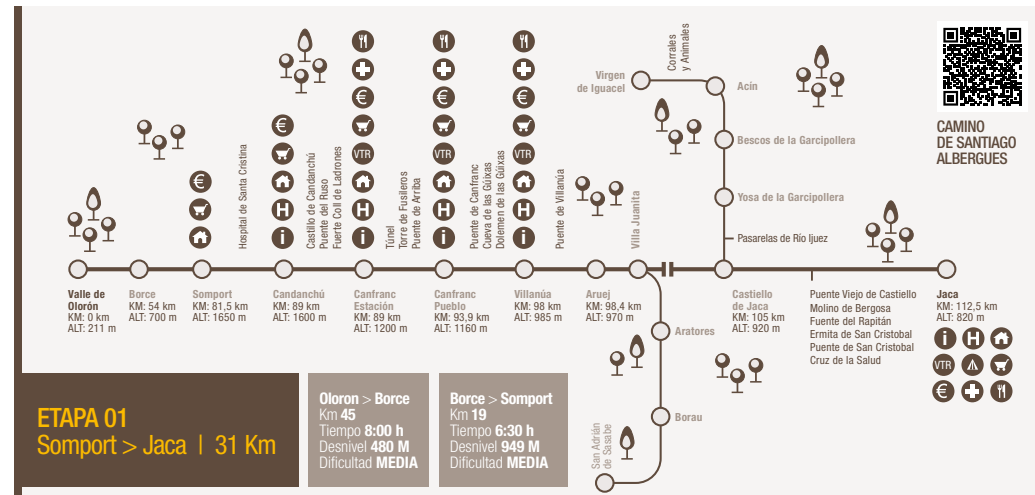 Corrales
y Animales
Virgen
de Iguacel
Acín
CAMINO
DE SANTIAGO
ALBERGUES
Bescos de la Garcipollera
Yosa de la Garcipollera
Pasarelas de Río Ijuez
€
€
VTR
H
i
VTR
€
H
i
VTR
€
H
i
VTR
€
H
i
Hospital de Santa Cristina
Castillo de Candanchú
Puente del Ruso
Fuerte Coll de Ladrones
Túnel
Torre de Fusileros
Puente de Arriba
Puente de Canfranc
Cueva de las Güixas
Dolemen de las Güixas
Puente de Villanúa
Villa Juanita
Valle de
Olorón
KM: 0 km
ALT: 211 m
Borce
KM: 54 km
ALT: 700 m
Somport
KM: 81,5 km
ALT: 1650 m
Candanchú
KM: 89 km
ALT: 1600 m
Canfranc
Estación
KM: 89 km
ALT: 1200 m
Canfranc
Pueblo
KM: 93,9 km
ALT: 1160 m
Villanúa
KM: 98 km
ALT: 985 m
Aruej
KM: 98,4 km
ALT: 970 m
Castiello
de Jaca
KM: 105 km
ALT: 920 m
Puente Viejo de Castiello
Molino de Bergosa
Fuente del Rapitán
Ermita de San Cristobal
Puente de San Cristobal
Cruz de la Salud
Jaca
KM: 112,5 km
ALT: 820 m
i H
VTR
€
Aratores
Borau
San Adrián
de Sasabe
ETAPA 01
Somport > Jaca | 31 Km
Oloron > Borce
Km 45
Tiempo 8:00 h
Desnivel 480 M
Dificultad MEDIA
Borce > Somport
Km 19
Tiempo 6:30 h
Desnivel 949 M
Dificultad MEDIA